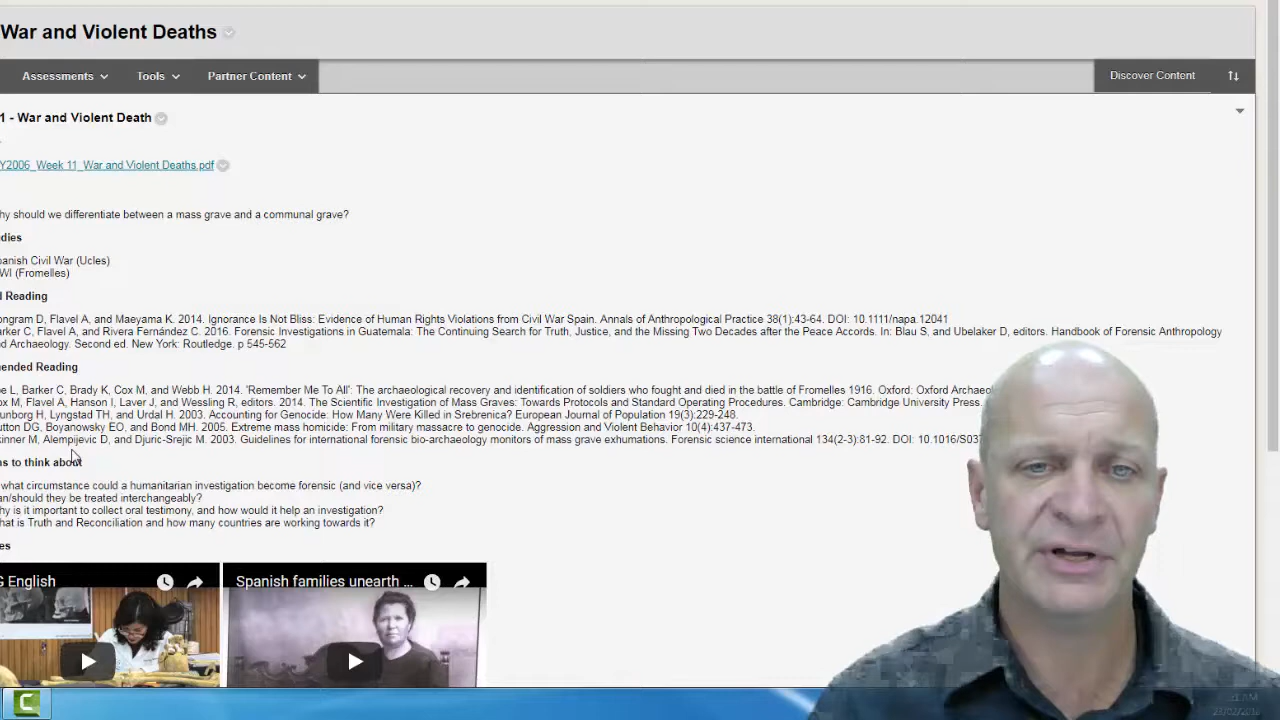 War and Violent Deaths
Assessments Tools Partner Content Discover Content
1 - War and Violent Death
Y2006_Week 11_War and Violent Deaths.pdf
hy should we differentiate between a mass grave and a communal grave?
dies
panish Civil War (Ucles)
WI (Fromelles)
d Reading
ongram D, Flavel A, and Maeyama K. 2014. Ignorance Is Not Bliss: Evidence of Human Rights Violations from Civil War Spain. Annals of Anthropological Practice 38(1):43-64. DOI: 10.1111/napa.12041
arker C, Flavel A, and Rivera Fernández C. 2016. Forensic Investigations in Guatemala: The Continuing Search for Truth, Justice, and the Missing Two Decades after the Peace Accords. In: Blau S, and Ubelaker D, editors. Handbook of Forensic Anthropology
d Archaeology. Second ed. New York: Routledge. p 545-562
ended Reading
e L, Barker C, Brady K, Cox M, and Webb H. 2014. 'Remember Me To All': The archaeological recovery and identification of soldiers who fought and died in the battle of Fromelles 1916. Oxford: Oxford Archaeo
ox M, Flavel A, Hanson I, Laver J, and Wessling R, editors. 2014. The Scientific Investigation of Mass Graves: Towards Protocols and Standard Operating Procedures. Cambridge: Cambridge University Press.
unborg H, Lyngstad TH, and Urdal H. 2003. Accounting for Genocide: How Many Were Killed in Srebrenica? European Journal of Population 19(3):229-248.
utton DG, Boyanowsky EO, and Bond MH. 2005. Extreme mass homicide: From military massacre to genocide. Aggression and Violent Behavior 10(4):437-473.
kinner M, Alempijevic D, and Djuric-Srejic M. 2003. Guidelines for international forensic bio-archaeology monitors of mass grave exhumations. Forensic science international 134(2-3):81-92. DOI: 10.1016/S03
ns to think about
what circumstance could a humanitarian investigation become forensic (and vice versa)?
an/should they be treated interchangeably?
hy is it important to collect oral testimony, and how would it help an investigation?
hat is Truth and Reconciliation and how many countries are working towards it?
es
G English
Spanish families unearth ...